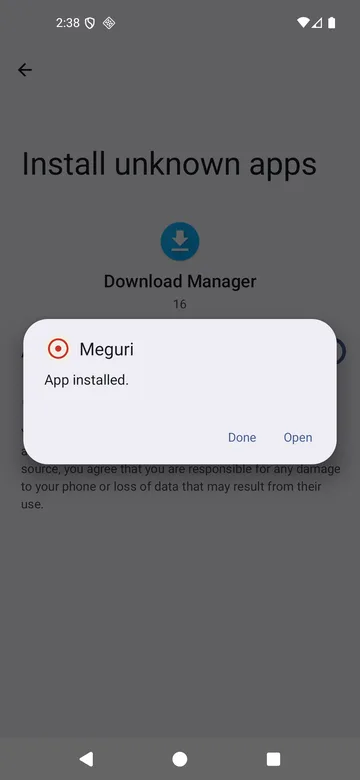 2:38
Install unknown apps
Download Manager
16
Meguri
App installed.
Done
Open
source, you agree that you are responsible for any damage
to your phone or loss of data that may result from their
use.